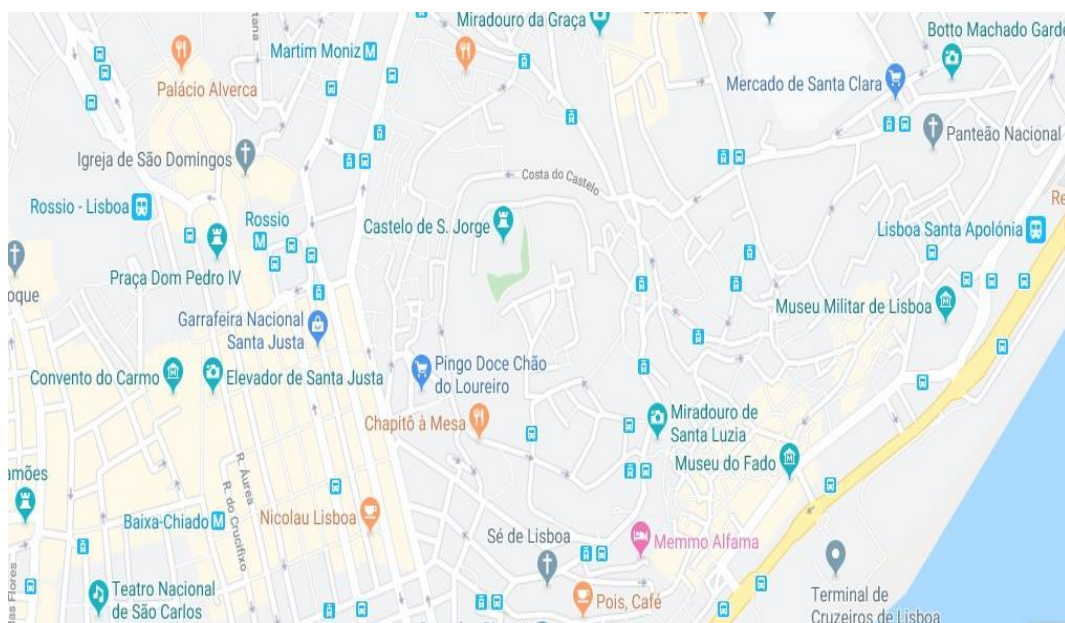 Miradouro da Graça
Botto Machado Garde
Martim Moniz M
Palácio Alverca
Mercado de Santa Clara
Panteão Nacional
Igreja de São Domingos
Costa do Castelo
Rossio - Lisboa
Rossio
M
Castelo de S. Jorge
Lisboa Santa Apolónia
Re
Praça Dom Pedro IV
oque
Museu Militar de Lisboa
Garrafeira Nacional
Santa Justa
Convento do Carmo
Elevador de Santa Justa
Pingo Doce Chão
do Loureiro
Chapitô à Mesa
Miradouro de
Santa Luzia
Museu do Fado
amões
R. Áurea
R. do Crucifixo
Baixa-Chiado M
Nicolau Lisboa
Sé de Lisboa
Memmo Alfama
Teatro Nacional
de São Carlos
Pois, Café
Terminal de
Cruzeiros de Lisboa
las Flores